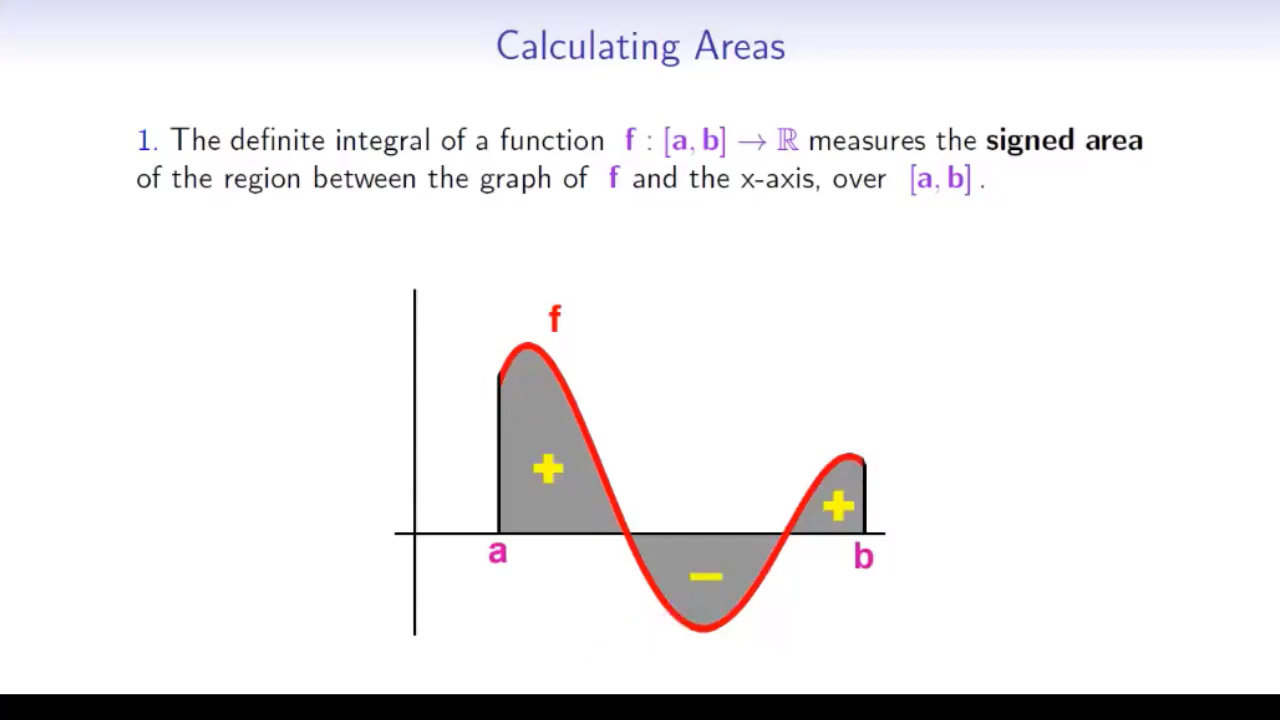 Calculating Areas
1. The definite integral of a function f : [a, b] → ℝ measures the signed area
of the region between the graph of f and the x-axis, over [a, b] .
f
+
+
a
b
−